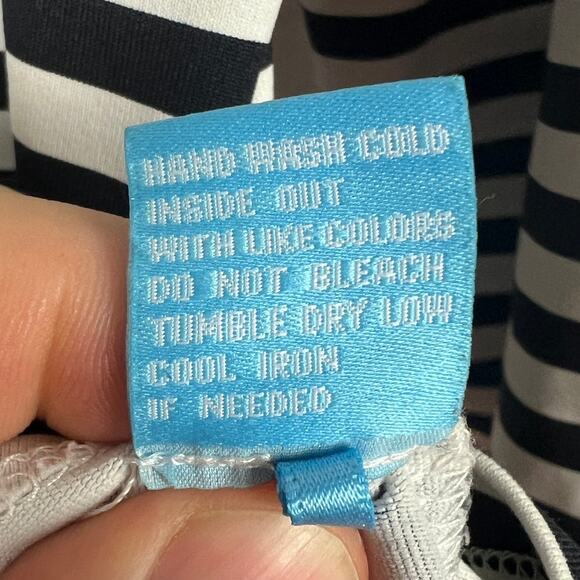 HAND WASH COLD
INSIDE OUT
WITH LIKE COLORS
DO NOT BLEACH
TUMBLE DRY LOW
COOL IRON
IF NEEDED